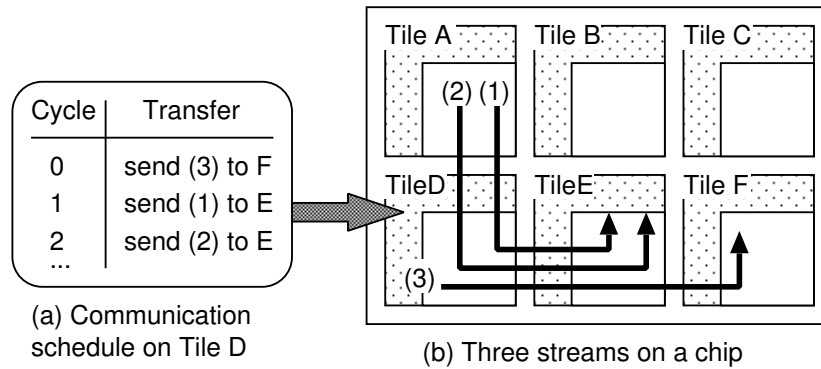 Cycle Transfer
0 send (3) to F
1 send (1) to E
2 send (2) to E
...
(a) Communication
schedule on Tile D
Tile A Tile B Tile C
(2) (1)
TileD TileE Tile F
(3)
(b) Three streams on a chip